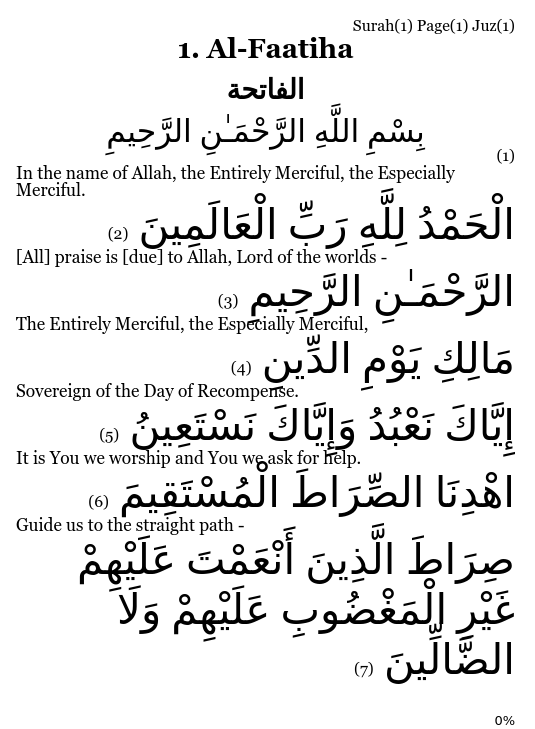 Surah(1) Page(1) Juz(1)
1. Al-Faatiha
الفاتحة
بِسْمِ اللَّهِ الرَّحْمَـٰنِ الرَّحِيمِ
(1)
In the name of Allah, the Entirely Merciful, the Especially
Merciful.
الْحَمْدُ لِلَّهِ رَبِّ الْعَالَمِينَ (2)
[All] praise is [due] to Allah, Lord of the worlds -
الرَّحْمَـٰنِ الرَّحِيمِ (3)
The Entirely Merciful, the Especially Merciful,
مَالِكِ يَوْمِ الدِّينِ (4)
Sovereign of the Day of Recompense.
إِيَّاكَ نَعْبُدُ وَإِيَّاكَ نَسْتَعِينُ (5)
It is You we worship and You we ask for help.
اهْدِنَا الصِّرَاطَ الْمُسْتَقِيمَ (6)
Guide us to the straight path -
صِرَاطَ الَّذِينَ أَنْعَمْتَ عَلَيْهِمْ
غَيْرِ الْمَغْضُوبِ عَلَيْهِمْ وَلَا
الضَّالِّينَ (7)
0%